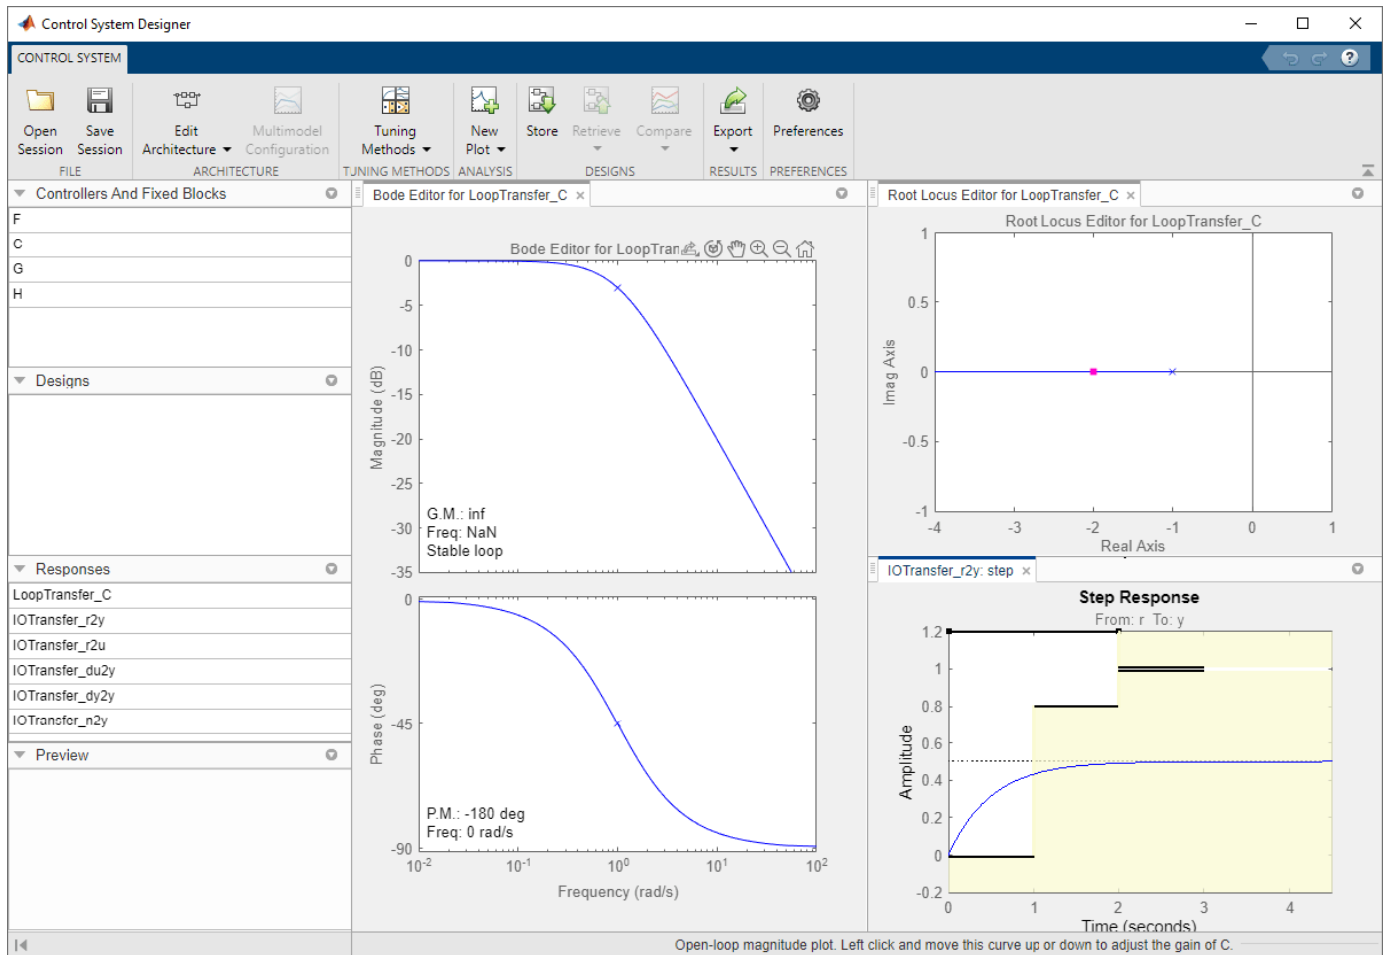 Control System Designer
CONTROL SYSTEM
?
Open Session
Save Session
Edit Architecture
Multimodel Configuration
Tuning Methods
New Plot
Store
Retrieve
Compare
Export
Preferences
FILE
ARCHITECTURE
TUNING METHODS
ANALYSIS
DESIGNS
RESULTS
PREFERENCES
Controllers And Fixed Blocks
F
C
G
H
Designs
Responses
LoopTransfer_C
IOTransfer_r2y
IOTransfer_r2u
IOTransfer_du2y
IOTransfer_dy2y
IOTransfer_n2y
Preview
Bode Editor for LoopTransfer_C
Bode Editor for LoopTran
0
-5
-10
-15
-20
-25
-30
-35
Magnitude (dB)
G.M.: inf
Freq: NaN
Stable loop
0
-45
-90
Phase (deg)
P.M.: -180 deg
Freq: 0 rad/s
10^-2
10^-1
10^0
10^1
10^2
Frequency (rad/s)
Root Locus Editor for LoopTransfer_C
Root Locus Editor for LoopTransfer_C
1
0.5
0
-0.5
-1
Imag Axis
-4
-3
-2
-1
0
1
Real Axis
IOTransfer_r2y: step
Step Response
From: r To: y
1.2
1
0.8
0.6
0.4
0.2
0
-0.2
Amplitude
0
1
2
3
4
Time (seconds)
Open-loop magnitude plot. Left click and move this curve up or down to adjust the gain of C.